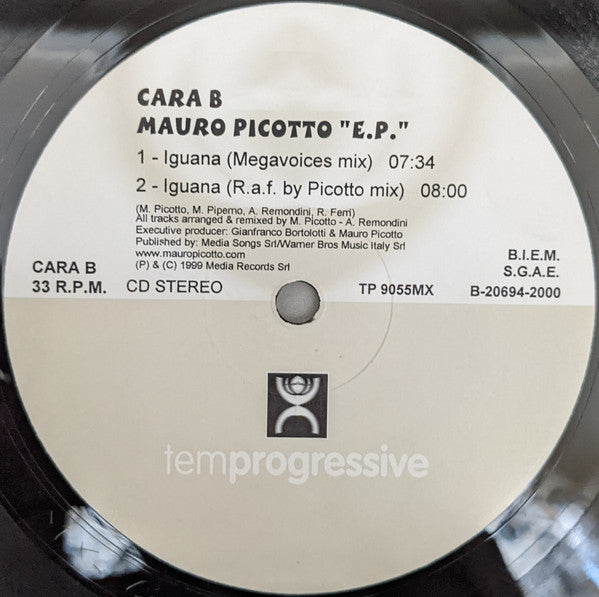 CARA B
MAURO PICOTTO "E.P."
1 - Iguana (Megavoices mix) 07:34
2 - Iguana (R.a.f. by Picotto mix) 08:00
(M. Picotto, M. Piperno, A. Remondini, R. Ferri)
All tracks arranged & remixed by M. Picotto - A. Remondini
Executive producer: Gianfranco Bortolotti & Mauro Picotto
Published by: Media Songs Srl/Warner Bros Music Italy Srl
www.mauropicotto.com
(P) & (C) 1999 Media Records Srl
B.I.E.M.
S.G.A.E.
CARA B
33 R.P.M. CD STEREO TP 9055MX B-20694-2000
temprogressive